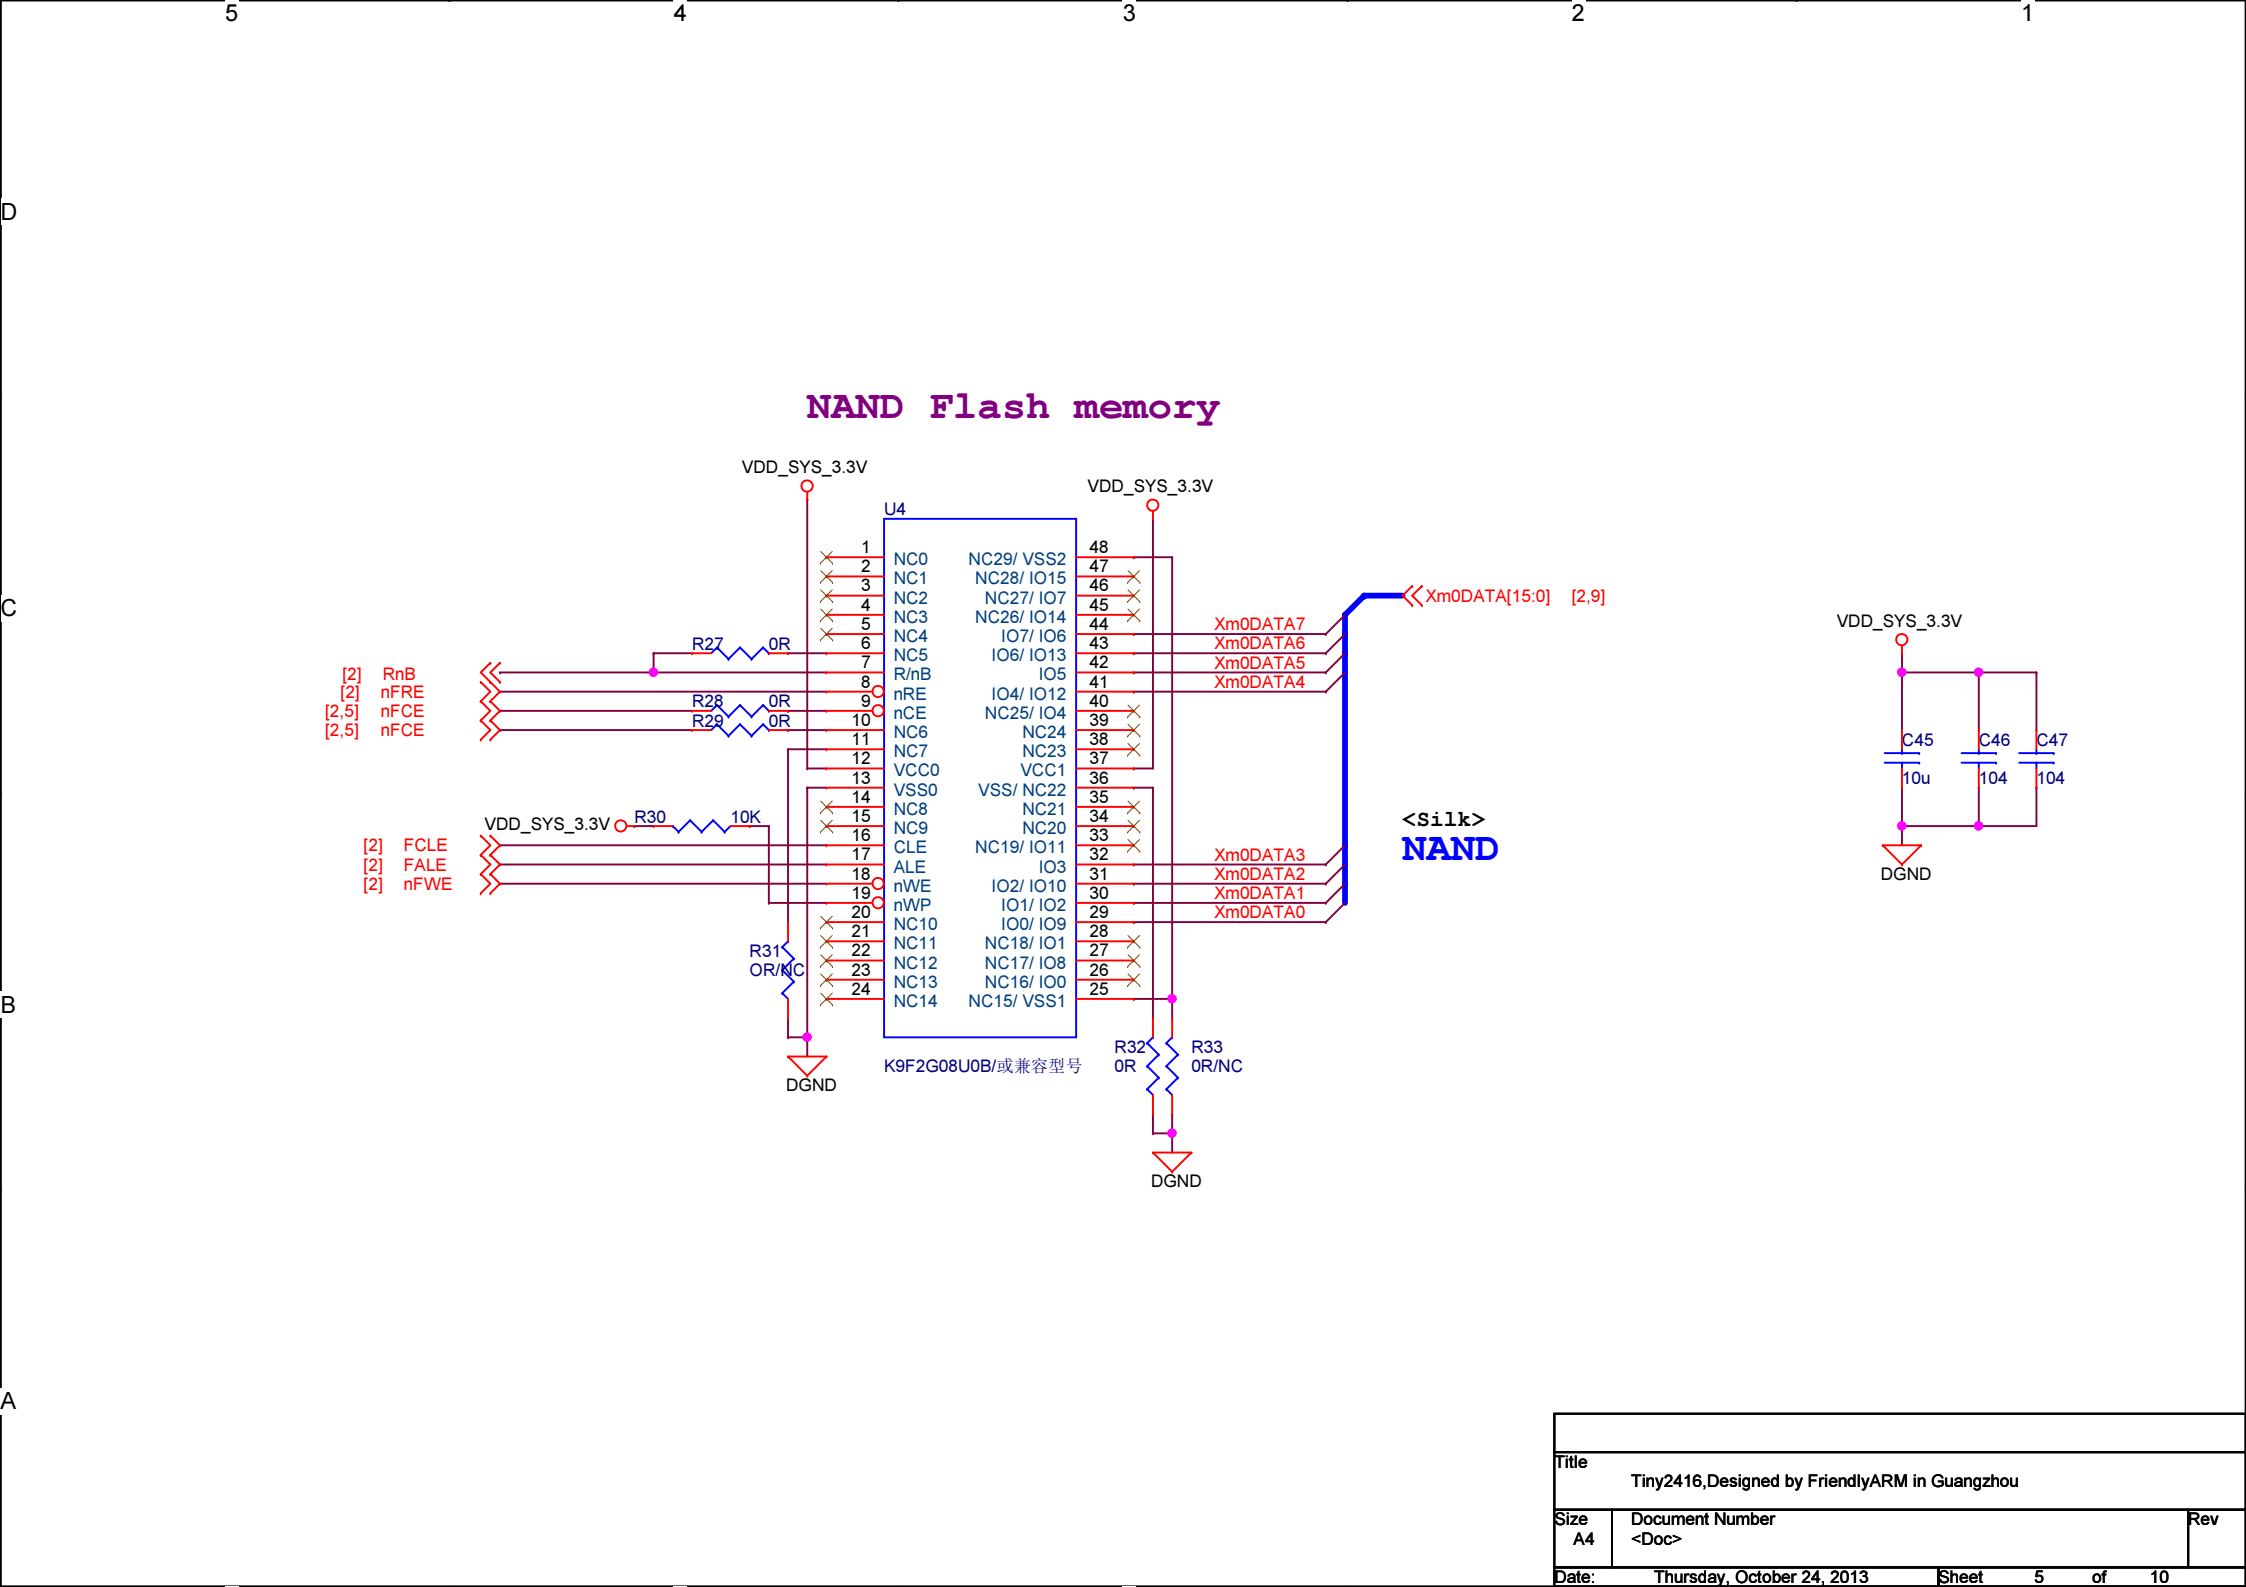 5 4 3 2 1
D
C
B
A
NAND Flash memory
VDD_SYS_3.3V
VDD_SYS_3.3V
U4
1 NC0 NC29/ VSS2 48
2 NC1 NC28/ IO15 47
3 NC2 NC27/ IO7 46
4 NC3 NC26/ IO14 45
5 NC4 IO7/ IO6 44 Xm0DATA7
R27 0R 6 NC5 IO6/ IO13 43 Xm0DATA6
[2] RnB 7 R/nB IO5 42 Xm0DATA5
[2] nFRE 8 nRE IO4/ IO12 41 Xm0DATA4
[2,5] nFCE R28 0R 9 nCE NC25/ IO4 40
[2,5] nFCE R29 0R 10 NC6 NC24 39
11 NC7 NC23 38
12 VCC0 VCC1 37
13 VSS0 VSS/ NC22 36
14 NC8 NC21 35
VDD_SYS_3.3V R30 10K 15 NC9 NC20 34
[2] FCLE 16 CLE NC19/ IO11 33
[2] FALE 17 ALE IO3 32 Xm0DATA3
[2] nFWE 18 nWE IO2/ IO10 31 Xm0DATA2
19 nWP IO1/ IO2 30 Xm0DATA1
20 NC10 IO0/ IO9 29 Xm0DATA0
21 NC11 NC18/ IO1 28
22 NC12 NC17/ IO8 27
23 NC13 NC16/ IO0 26
24 NC14 NC15/ VSS1 25
R31
OR/NC
DGND
K9F2G08U0B/或兼容型号
R32
0R
R33
0R/NC
DGND
Xm0DATA[15:0] [2,9]
<Silk>
NAND
VDD_SYS_3.3V
C45 C46 C47
10u 104 104
DGND
Title
Tiny2416,Designed by FriendlyARM in Guangzhou
Size Document Number Rev
A4 <Doc>
Date: Thursday, October 24, 2013 Sheet 5 of 10